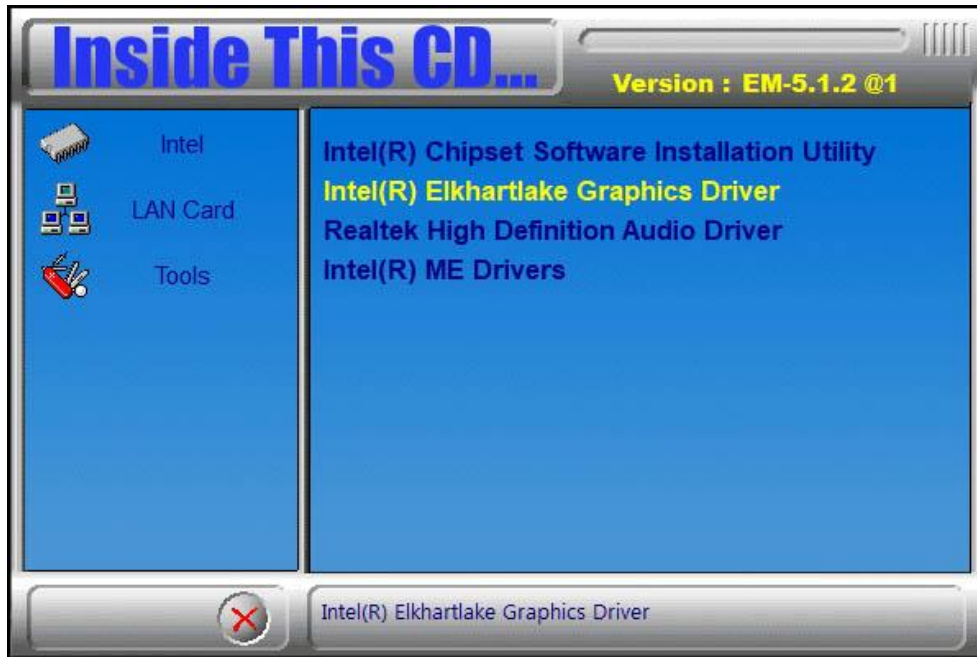 Inside This CD...
Version : EM-5.1.2 @1
Intel
LAN Card
Tools
Intel(R) Chipset Software Installation Utility
Intel(R) Elkhartlake Graphics Driver
Realtek High Definition Audio Driver
Intel(R) ME Drivers
Intel(R) Elkhartlake Graphics Driver